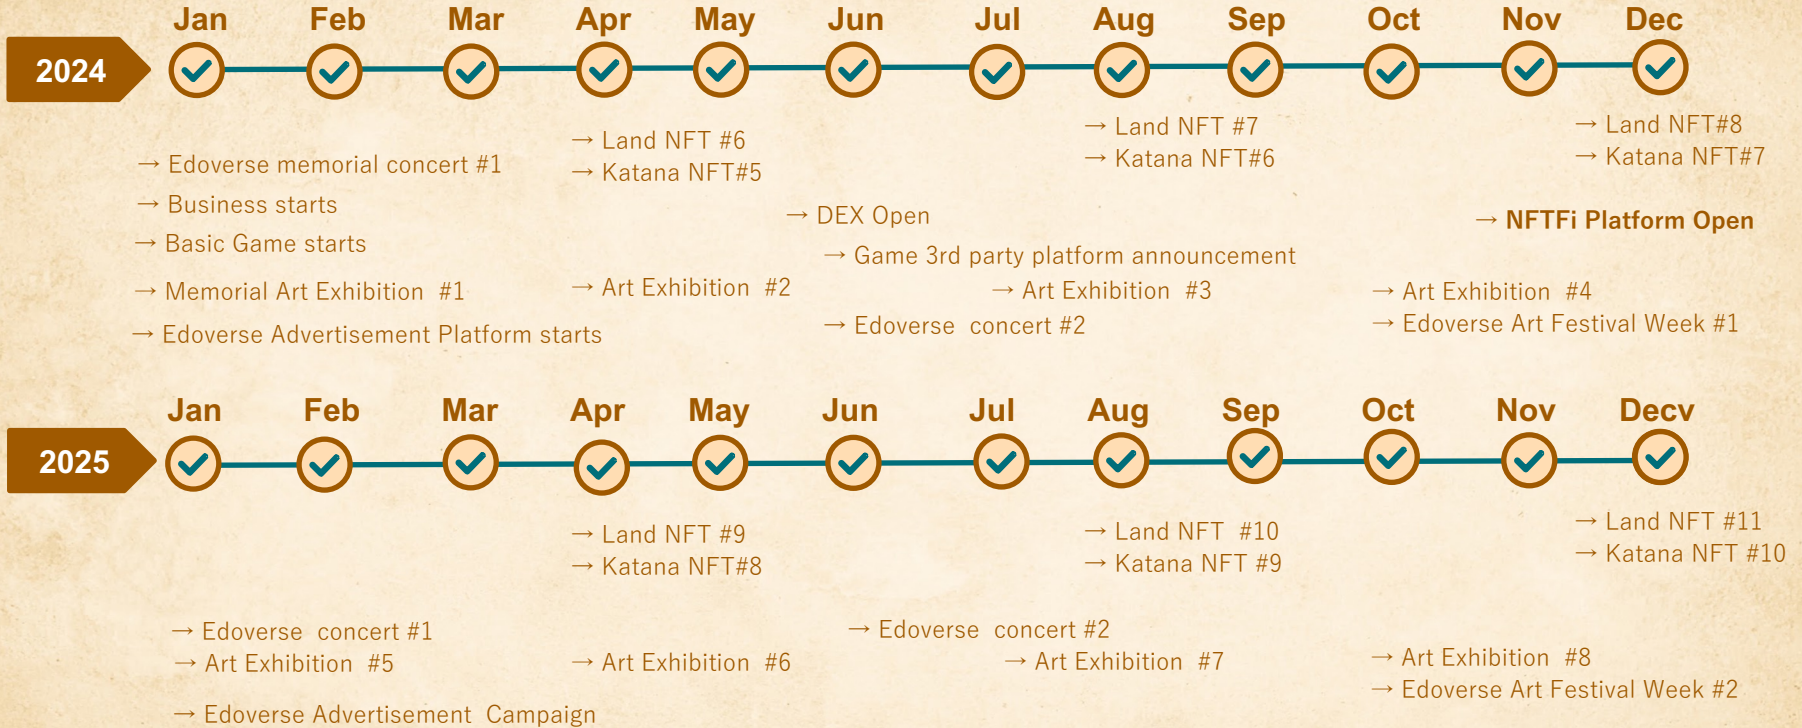 Jan Feb Mar Apr May Jun Jul Aug Sep Oct Nov Dec
2024
→ Land NFT #6
→ Katana NFT#5
→ Land NFT #7
→ Katana NFT#6
→ Land NFT#8
→ Katana NFT#7
→ Edoverse memorial concert #1
→ Business starts
→ Basic Game starts
→ Memorial Art Exhibition #1
→ Edoverse Advertisement Platform starts
→ Art Exhibition #2
→ DEX Open
→ Game 3rd party platform announcement
→ Art Exhibition #3
→ Edoverse concert #2
→ NFTFi Platform Open
→ Art Exhibition #4
→ Edoverse Art Festival Week #1
Jan Feb Mar Apr May Jun Jul Aug Sep Oct Nov Decv
2025
→ Land NFT #9
→ Katana NFT#8
→ Land NFT #10
→ Katana NFT #9
→ Land NFT #11
→ Katana NFT #10
→ Edoverse concert #1
→ Art Exhibition #5
→ Edoverse Advertisement Campaign
→ Art Exhibition #6
→ Edoverse concert #2
→ Art Exhibition #7
→ Art Exhibition #8
→ Edoverse Art Festival Week #2